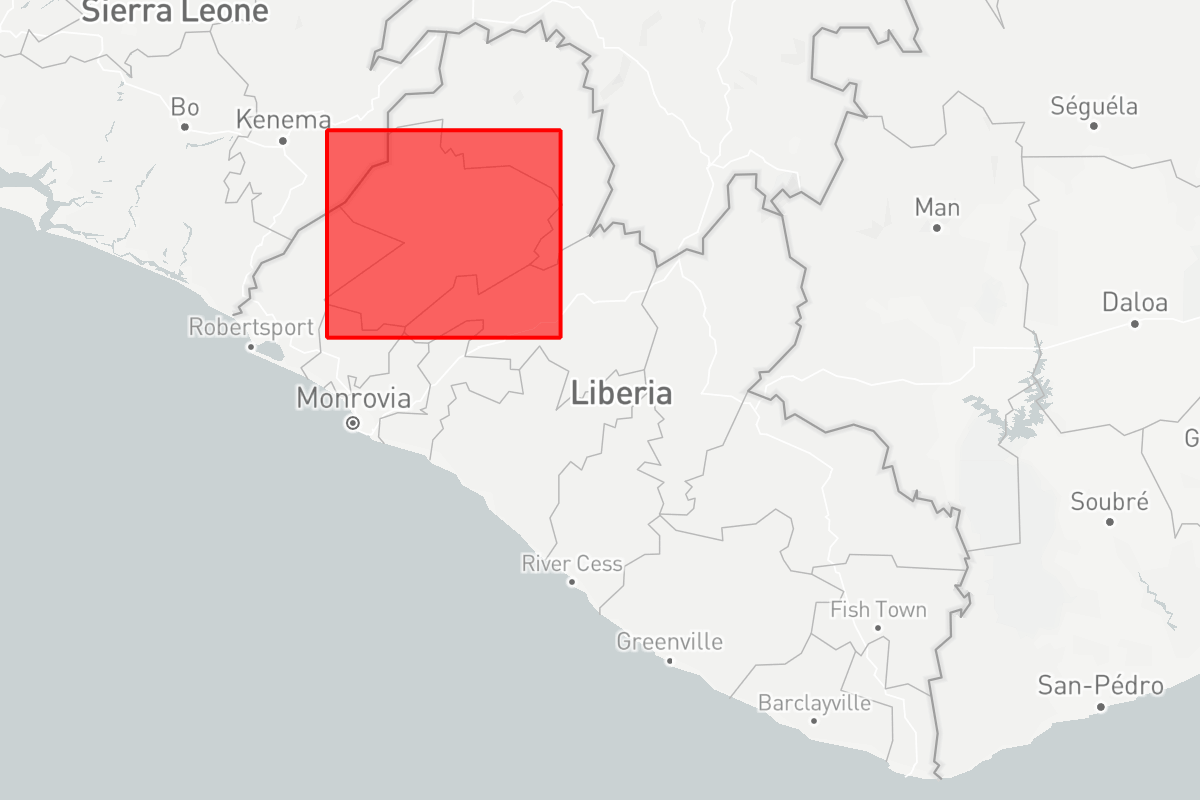 Sierra Leone
Bo
Kenema
Séguéla
Man
Daloa
Robertsport
Monrovia
Liberia
G
Soubré
River Cess
Fish Town
Greenville
San-Pédro
Barclayville